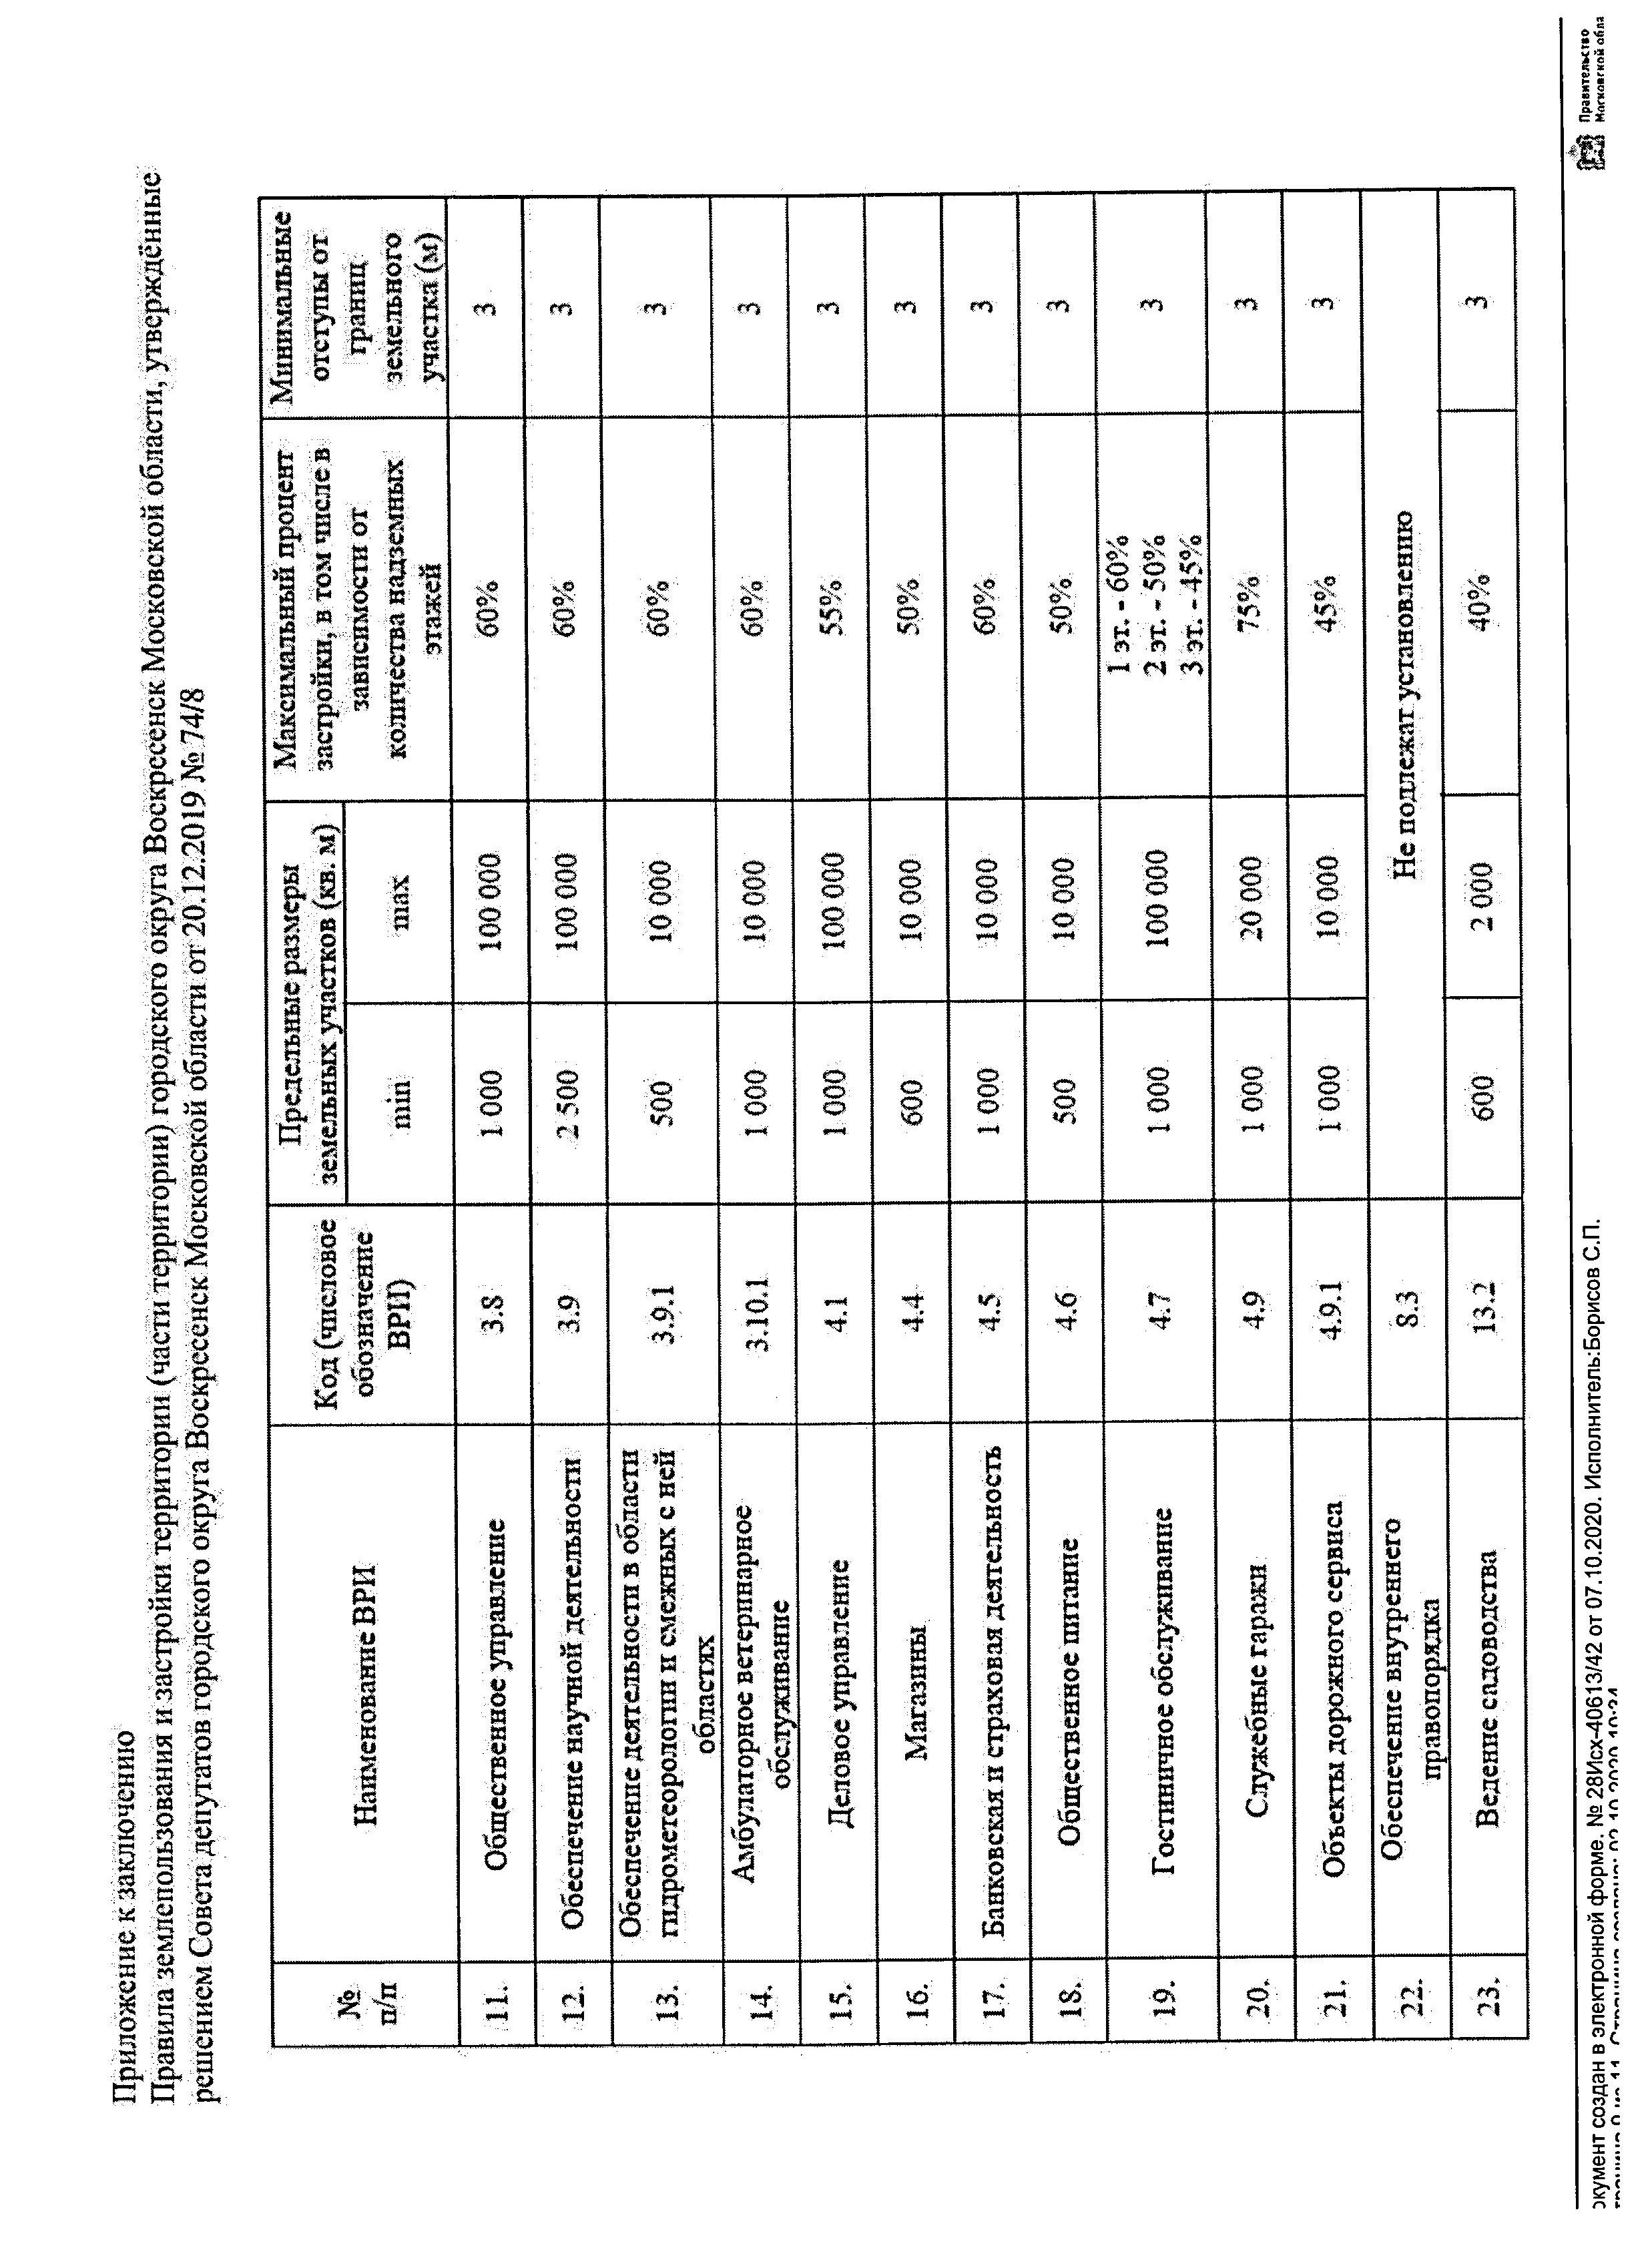 Приложение к заключению
Правила землепользования и застройки территории (части территории) городского округа Воскресенск Московской области, утверждённые
решением Совета депутатов городского округа Воскресенск Московской области от 20.12.2019 № 74/8
№ п/п
Наименование ВРИ
Код (числовое обозначение ВРИ)
Предельные размеры земельных участков (кв. м)
min
max
Максимальный процент застройки, в том числе в зависимости от количества надземных этажей
Минимальные отступы от границ земельного участка (м)
11. Общественное управление 3.8 1 000 100 000 60% 3
12. Обеспечение научной деятельности 3.9 2 500 100 000 60% 3
13. Обеспечение деятельности в области гидрометеорологии и смежных с ней областях 3.9.1 500 10 000 60% 3
14. Амбулаторное ветеринарное обслуживание 3.10.1 1 000 10 000 60% 3
15. Деловое управление 4.1 1 000 100 000 55% 3
16. Магазины 4.4 600 10 000 50% 3
17. Банковская и страховая деятельность 4.5 1 000 10 000 60% 3
18. Общественное питание 4.6 500 10 000 50% 3
19. Гостиничное обслуживание 4.7 1 000 100 000 1 эт. - 60% 2 эт. - 50% 3 эт. - 45% 3
20. Служебные гаражи 4.9 1 000 20 000 75% 3
21. Объекты дорожного сервиса 4.9.1 1 000 10 000 45% 3
22. Обеспечение внутреннего правопорядка 8.3 Не подлежат установлению
23. Ведение садоводства 13.2 600 2 000 40% 3
окумент создан в электронной форме. № 28Исх-40613/42 от 07.10.2020. Исполнитель:Борисов С.П.
Правительство
Московской обла